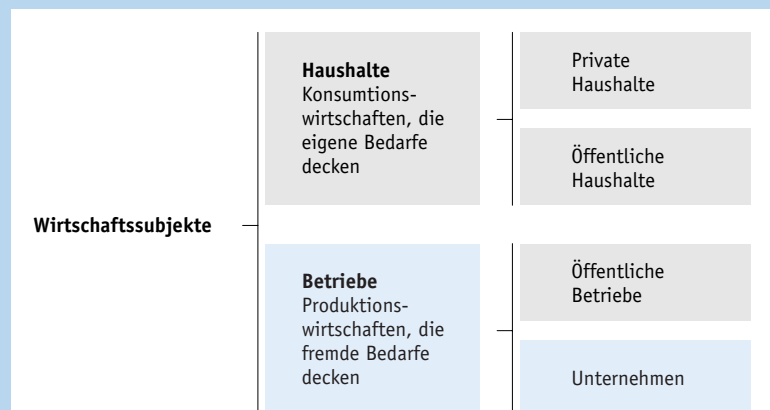 Wirtschaftssubjekte
Haushalte
Konsumtions-
wirtschaften, die
eigene Bedarfe
decken
Private
Haushalte
Öffentliche
Haushalte
Betriebe
Produktions-
wirtschaften, die
fremde Bedarfe
decken
Öffentliche
Betriebe
Unternehmen